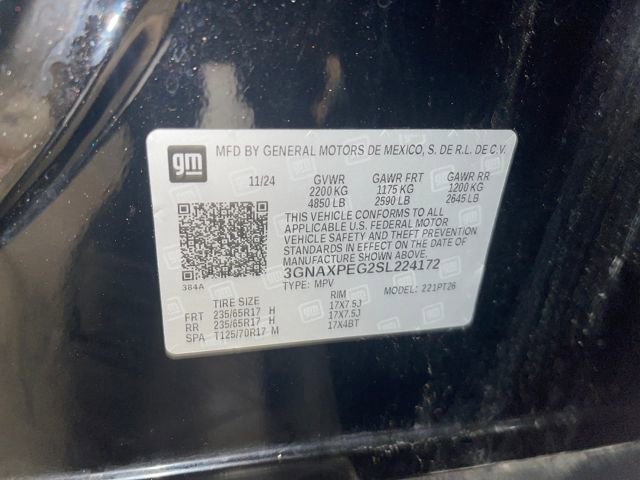 gm
MFD BY GENERAL MOTORS DE MEXICO, S. DE R.L. DE C.V.
11/24 GVWR GAWR FRT GAWR RR
2200 KG 1175 KG 1200 KG
4850 LB 2590 LB 2645 LB
THIS VEHICLE CONFORMS TO ALL
APPLICABLE U.S. FEDERAL MOTOR
VEHICLE SAFETY AND THEFT PREVENTION
STANDARDS IN EFFECT ON THE DATE OF
MANUFACTURE SHOWN ABOVE.
3GNAXPEG2SL224172
384A
TYPE: MPV MODEL: 221PT26
TIRE SIZE RIM
FRT 235/65R17 H 17X7.5J
RR 235/65R17 H 17X7.5J
SPA T125/70R17 M 17X4BT